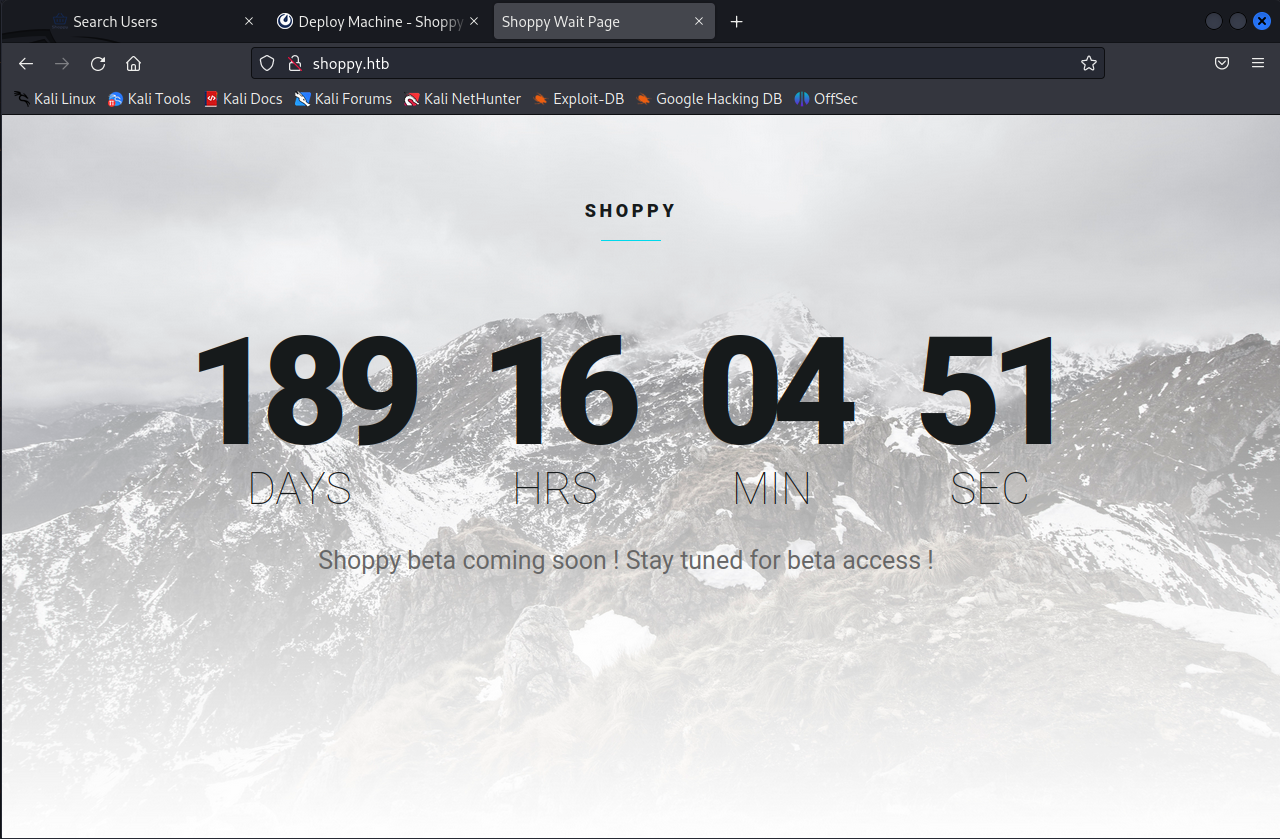 Search Users
Deploy Machine - Shoppy
Shoppy Wait Page
shoppy.htb
Kali Linux Kali Tools Kali Docs Kali Forums Kali NetHunter Exploit-DB Google Hacking DB OffSec
SHOPPY
189 16 04 51
DAYS HRS MIN SEC
Shoppy beta coming soon ! Stay tuned for beta access !